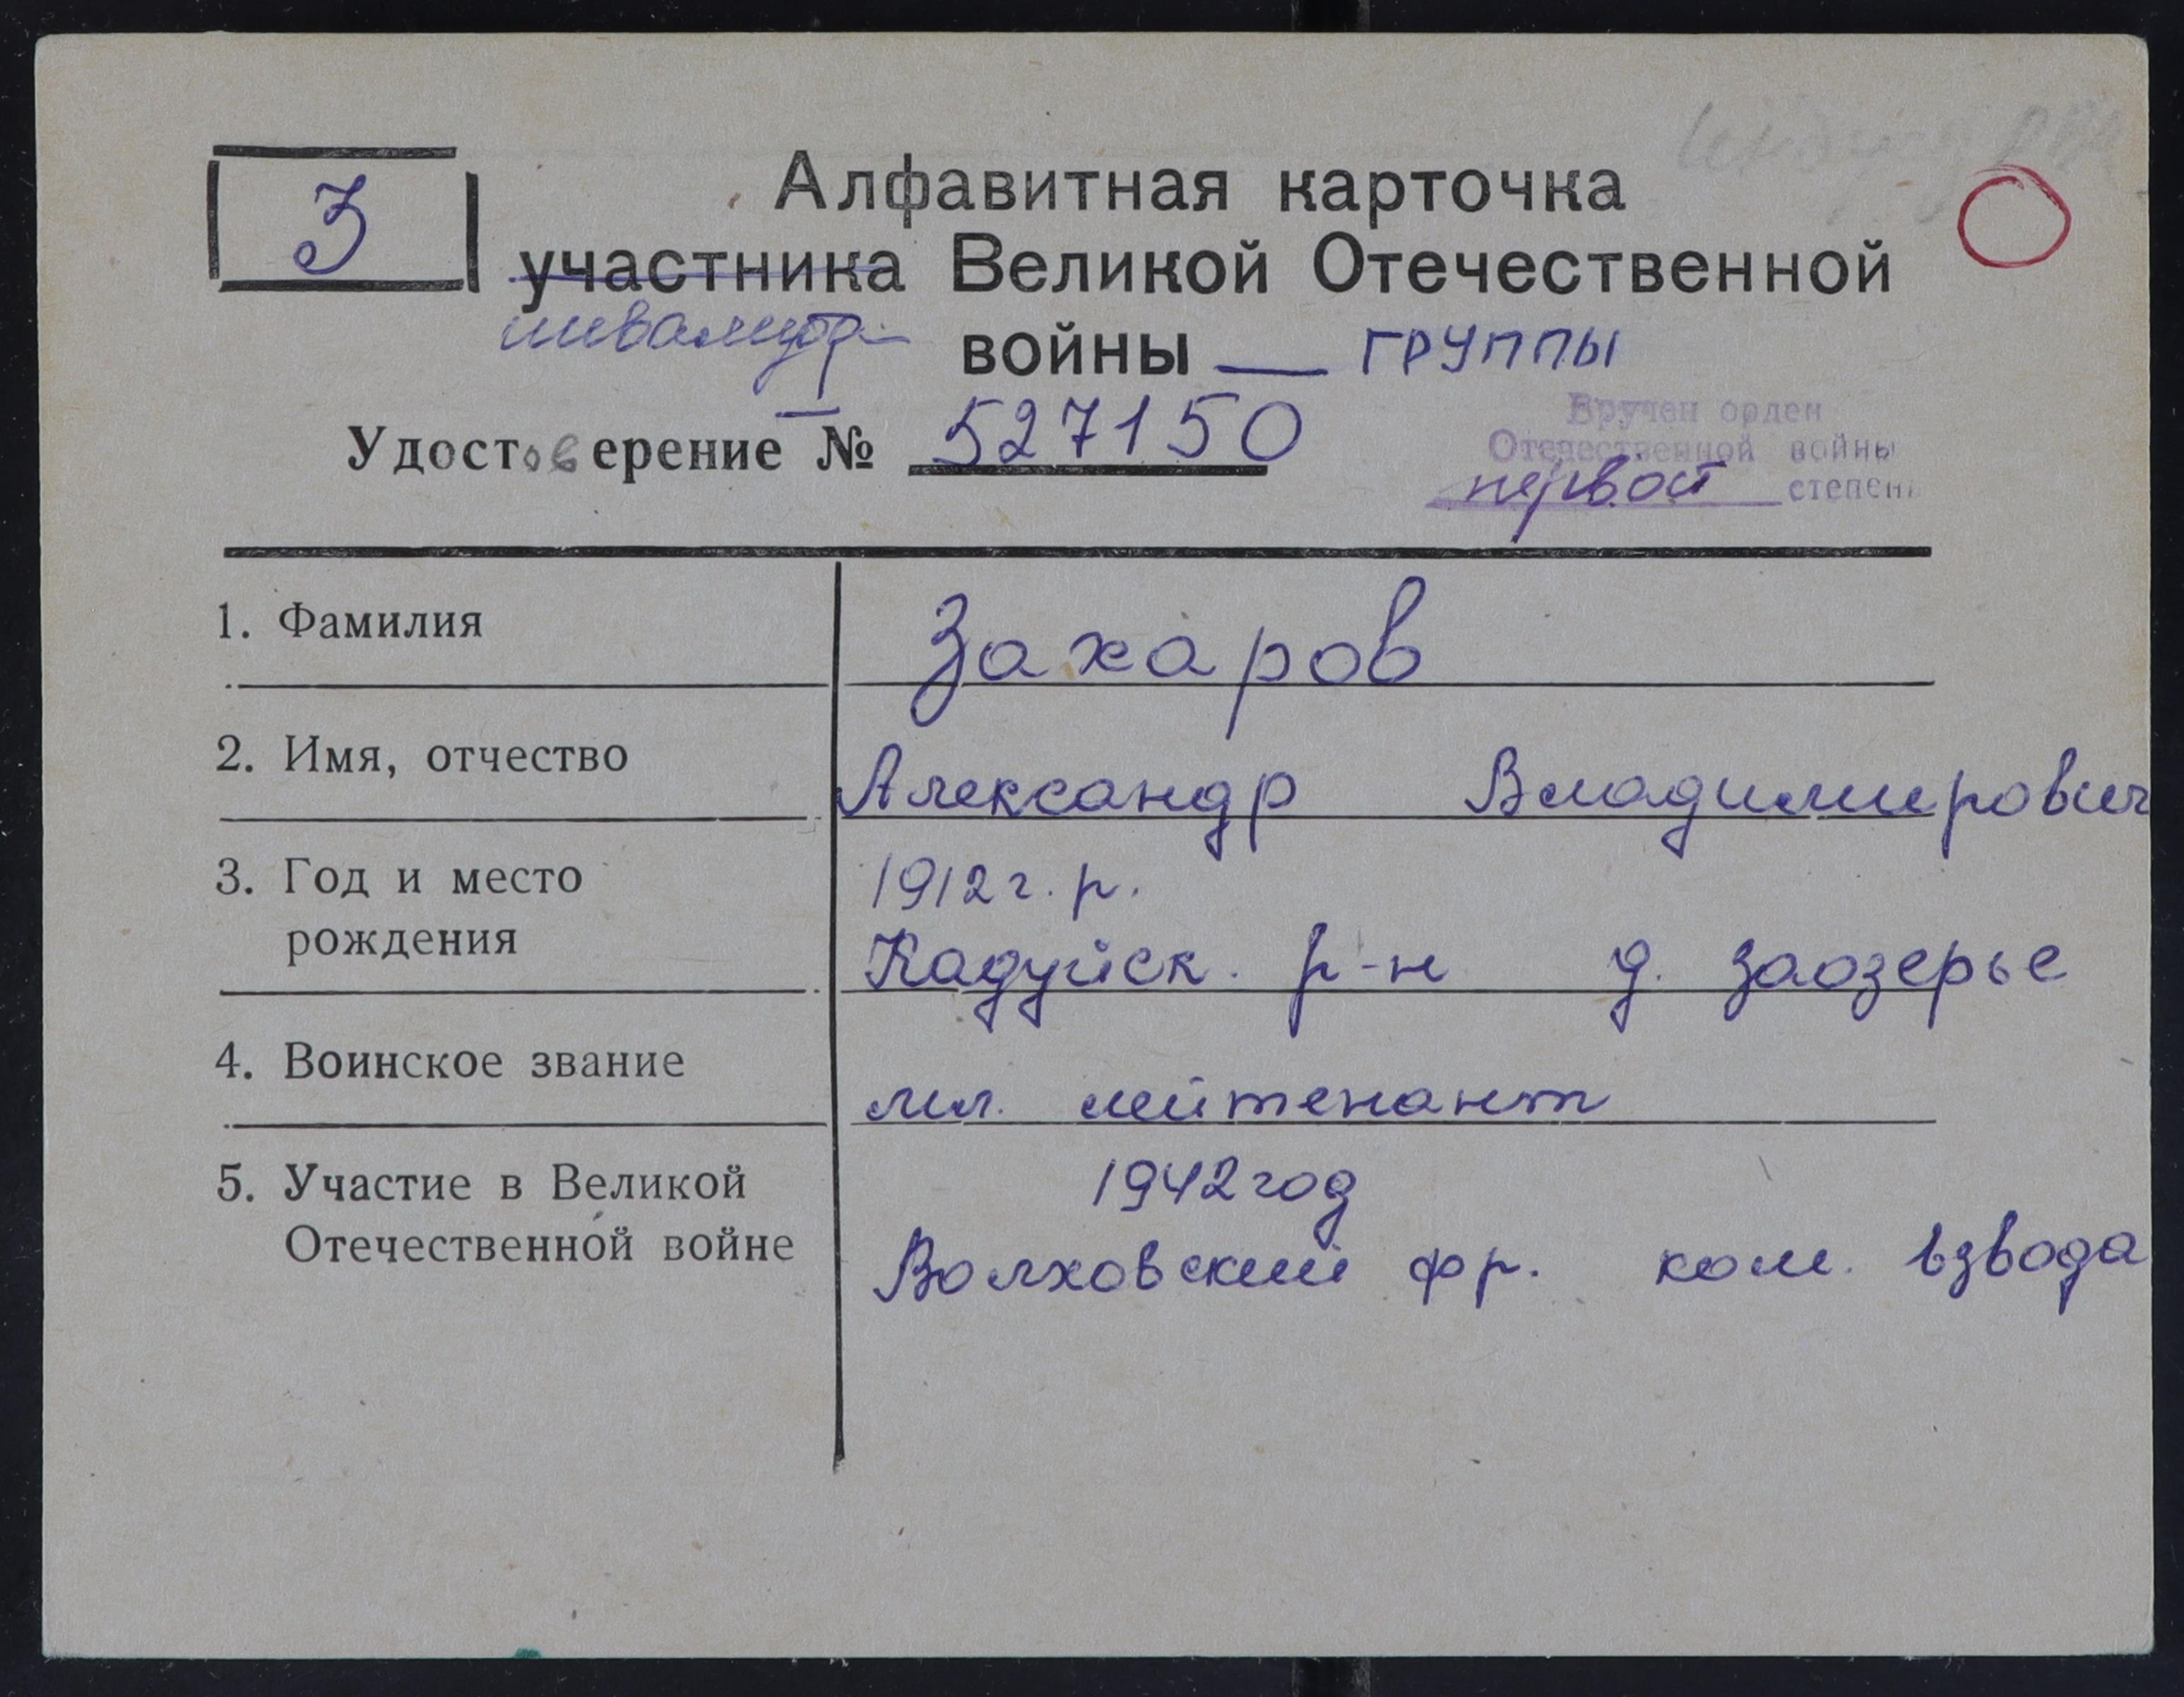 З
Алфавитная карточка
участника Великой Отечественной
инвалида
войны — группы
Удостоверение № 527150
Вручен орден
Отечественной войны
первой степени
1. Фамилия
Захаров
2. Имя, отчество
Александр Владимирович
3. Год и место
рождения
1912 г. р.
Кадуйск. р-н д. Заозерье
4. Воинское звание
мл. лейтенант
5. Участие в Великой
Отечественной войне
1942 год
Волховский фр. ком. взвода